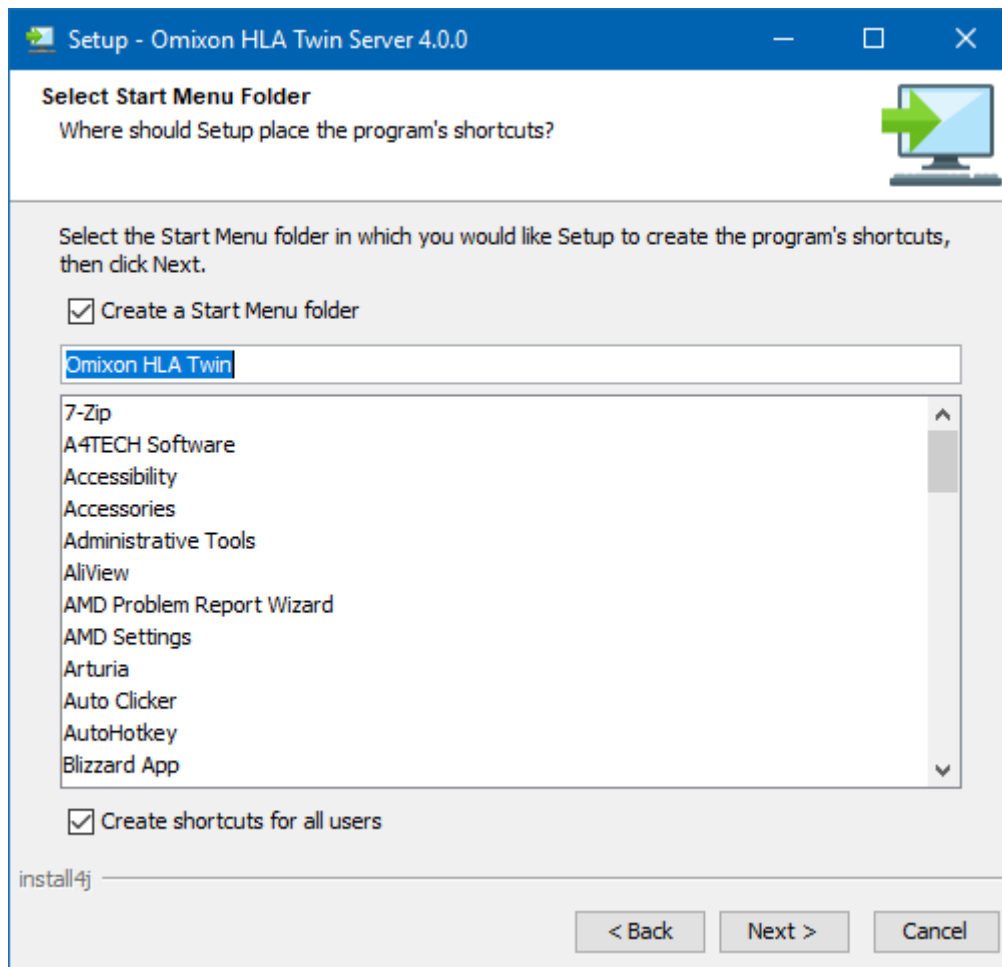 Setup - Omixon HLA Twin Server 4.0.0
Select Start Menu Folder
Where should Setup place the program's shortcuts?
Select the Start Menu folder in which you would like Setup to create the program's shortcuts,
then click Next.
Create a Start Menu folder
Omixon HLA Twin
7-Zip
A4TECH Software
Accessibility
Accessories
Administrative Tools
AliView
AMD Problem Report Wizard
AMD Settings
Arturia
Auto Clicker
AutoHotkey
Blizzard App
Create shortcuts for all users
install4j
< Back Next > Cancel